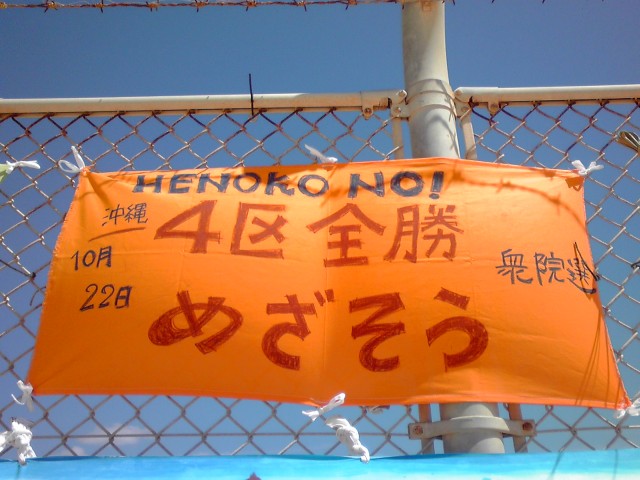 HENOKO NO!
沖縄 4区全勝
10月
22日
衆院選
めざそう